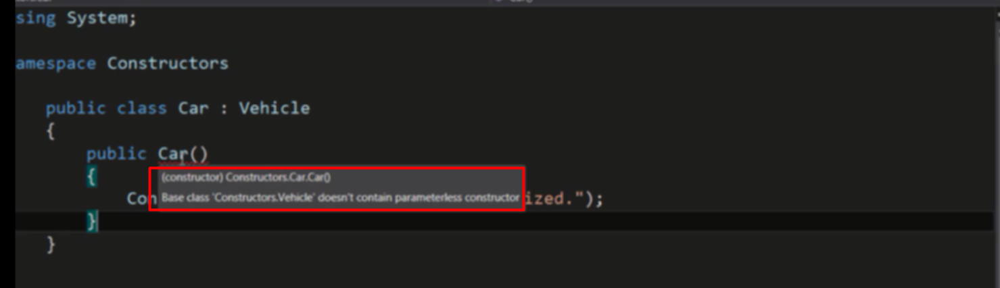 sing System;
amespace Constructors
public class Car : Vehicle
{
public Car()
{
(constructor) Constructors.Car.Car()
Con
Base class 'Constructors.Vehicle' doesn't contain parameterless constructor
ized.");
}
}